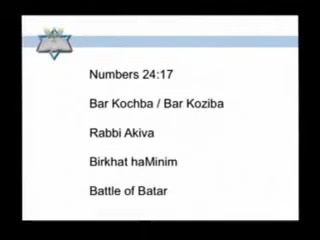 Numbers 24:17
Bar Kochba / Bar Koziba
Rabbi Akiva
Birkhat haMinim
Battle of Batar